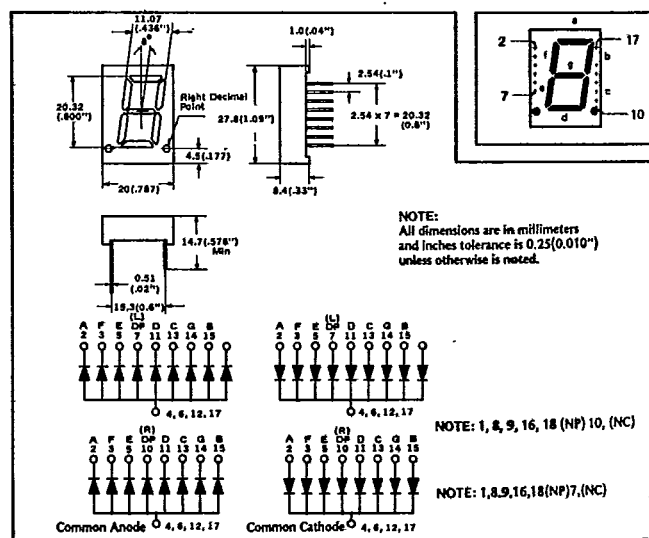 11.07
(.436")
8°
20.32
(.800")
Right Decimal
Point
4.5(.177)
20(.787)
1.0(.04")
2.54(.1")
2.54 x 7 = 20.32
(0.8")
27.8(1.09")
8.4(.33")
a
2
17
f
b
g
7
e
c
d
10
NOTE:
All dimensions are in millimeters
and inches tolerance is 0.25(0.010")
unless otherwise is noted.
14.7(.578")
Min
0.51
(.02")
15.3(0.6")
(L)
A F E DP D C G B
2 3 5 7 11 13 14 15
4, 6, 12, 17
(L)
A F E DP D C G B
2 3 5 7 11 13 14 15
4, 6, 12, 17
NOTE: 1, 8, 9, 16, 18 (NP) 10, (NC)
(R)
A F E DP D C G B
2 3 5 10 11 13 14 15
4, 6, 12, 17
Common Anode
(R)
A F E DP D C G B
2 3 5 10 11 13 14 15
4, 6, 12, 17
Common Cathode
NOTE: 1,8.9,16,18(NP)7,(NC)